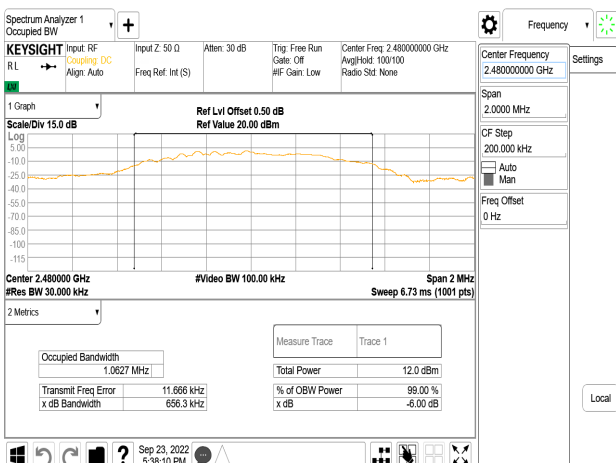 Spectrum Analyzer 1
Occupied BW
Frequency
KEYSIGHT Input: RF Input Z: 50 Ω Atten: 30 dB Trig: Free Run Center Freq: 2.480000000 GHz
Coupling: DC Gate: Off Avg|Hold: 100/100
R L Align: Auto Freq Ref: Int (S) #IF Gain: Low Radio Std: None
Center Frequency
2.480000000 GHz
Settings
Span
2.0000 MHz
CF Step
200.000 kHz
Auto
Man
Freq Offset
0 Hz
Local
1 Graph
Ref Lvl Offset 0.50 dB
Scale/Div 15.0 dB Ref Value 20.00 dBm
Log
5.00
-10.0
-25.0
-40.0
-55.0
-70.0
-85.0
-100
-115
Center 2.480000 GHz #Video BW 100.00 kHz Span 2 MHz
#Res BW 30.000 kHz Sweep 6.73 ms (1001 pts)
2 Metrics
Measure Trace Trace 1
Occupied Bandwidth
1.0627 MHz
Total Power 12.0 dBm
Transmit Freq Error 11.666 kHz % of OBW Power 99.00 %
x dB Bandwidth 656.3 kHz x dB -6.00 dB
Sep 23, 2022
5:38:10 PM